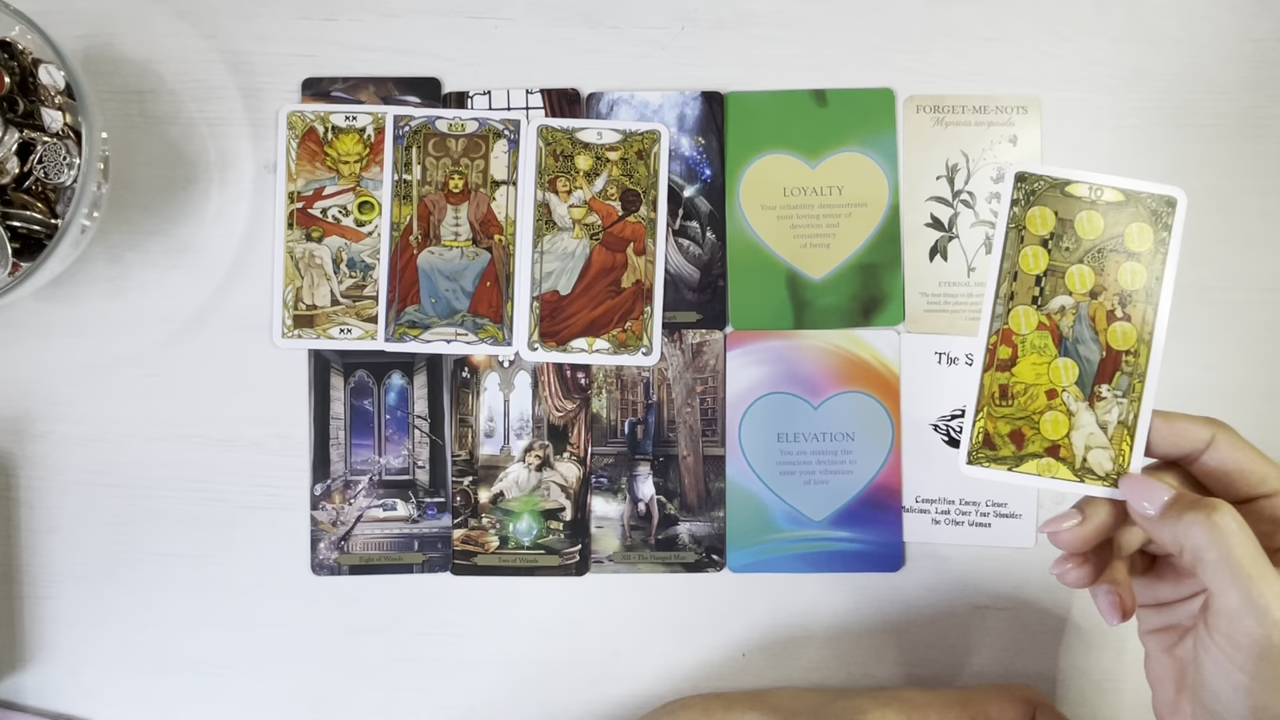 XX
XX
10
LOYALTY
Your reliability demonstrates
your loving sense of
devotion and
consistency
of being
FORGET-ME-NOTS
ETERNAL
Eight of Wands
Two of Wands
XII • The Hanged Man
ELEVATION
You are making the
conscious decision to
raise your vibration
of love
The S
Competition, Enemy, Clever,
Malicious, Look Over Your Shoulder,
the Other Woman